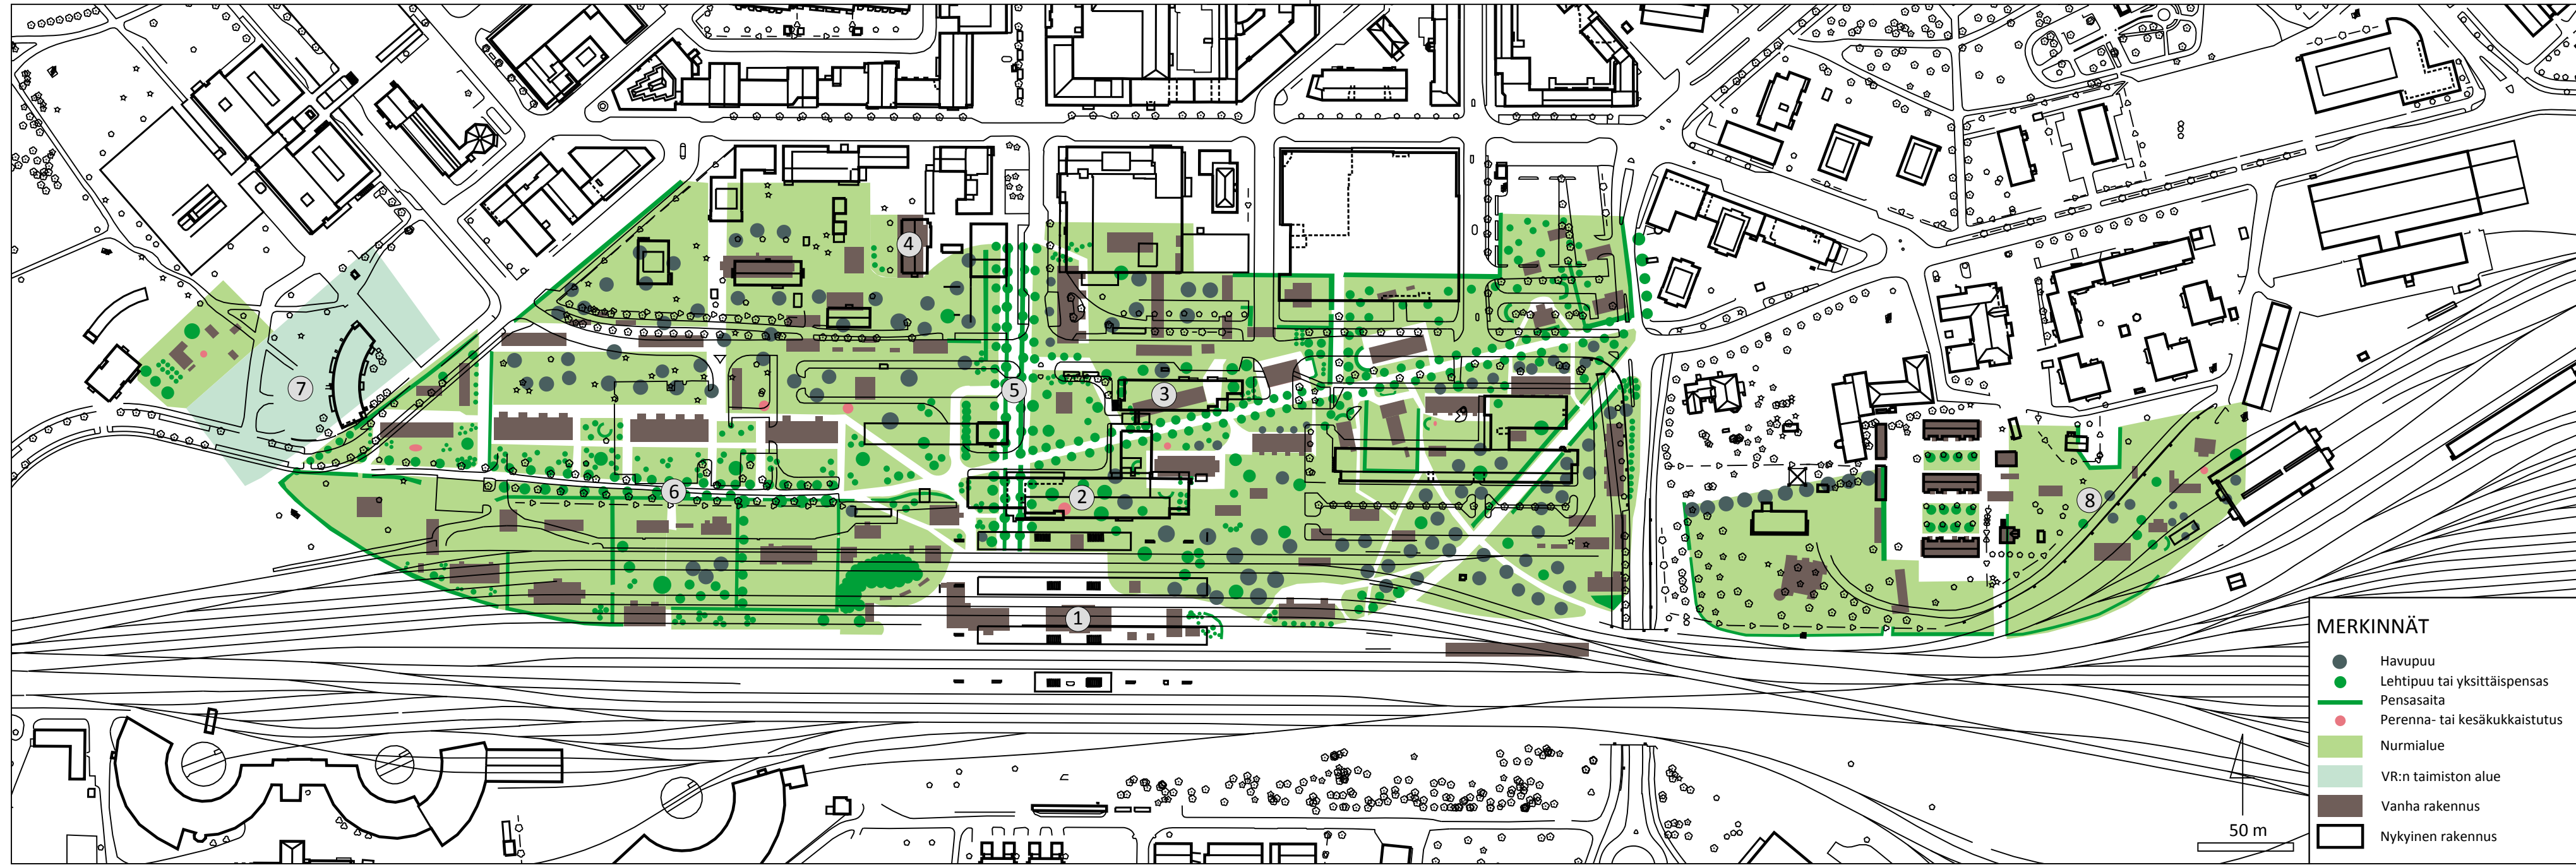 4
7
5
3
6
2
8
1
MERKINNÄT
Havupuu
Lehtipuu tai yksittäispensas
Pensasaita
Perenna- tai kesäkukkaistutus
Nurmialue
VR:n taimiston alue
Vanha rakennus
Nykyinen rakennus
50 m